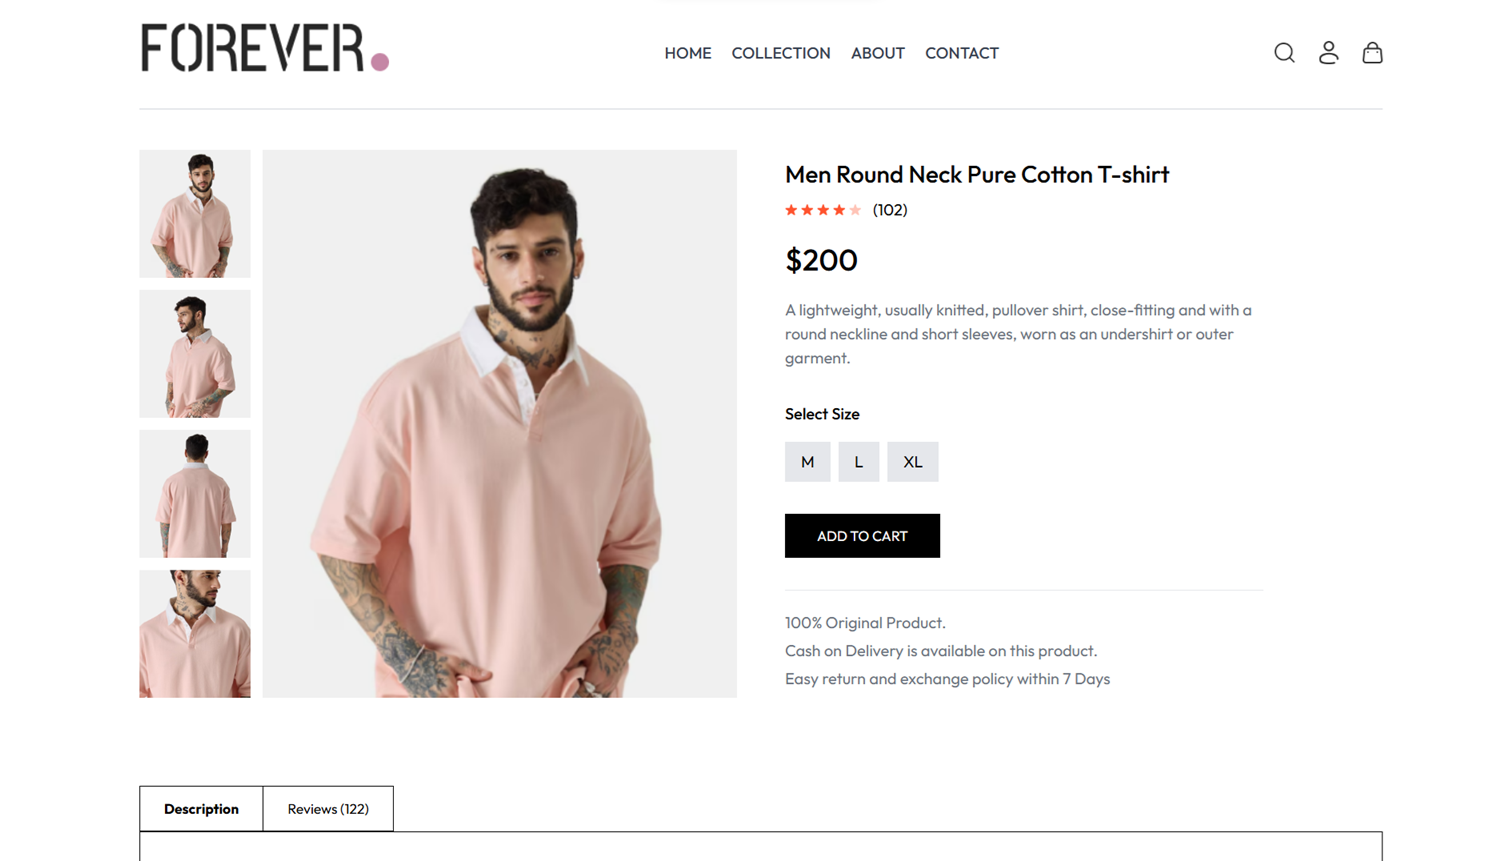 FOREVER.
HOME COLLECTION ABOUT CONTACT
Men Round Neck Pure Cotton T-shirt
(102)
$200
A lightweight, usually knitted, pullover shirt, close-fitting and with a
round neckline and short sleeves, worn as an undershirt or outer
garment.
Select Size
M L XL
ADD TO CART
100% Original Product.
Cash on Delivery is available on this product.
Easy return and exchange policy within 7 Days
Description Reviews (122)